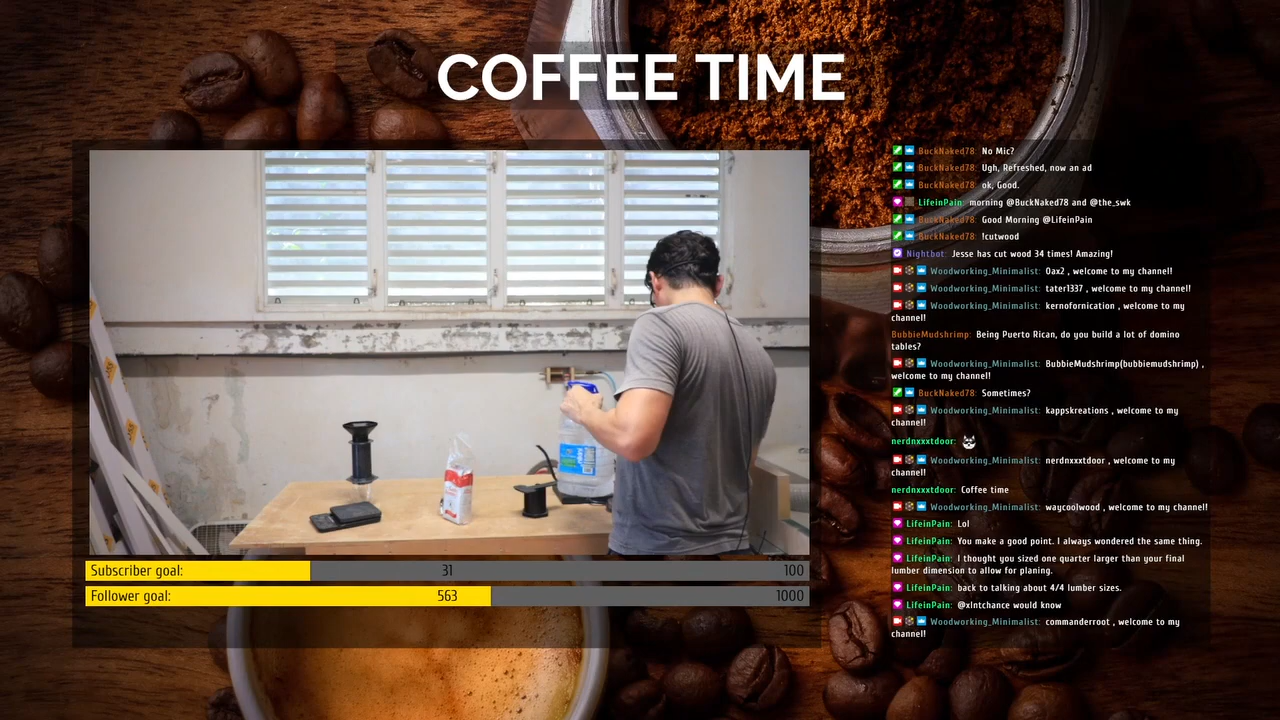 COFFEE TIME
BuckNaked78: No Mic?
BuckNaked78: Ugh, Refreshed, now an ad
BuckNaked78: ok, Good.
LifeinPain: morning @BuckNaked78 and @the_swk
BuckNaked78: Good Morning @LifeinPain
BuckNaked78: !cutwood
Nightbot: Jesse has cut wood 34 times! Amazing!
Woodworking_Minimalist: Oax2 , welcome to my channel!
Woodworking_Minimalist: tater1337 , welcome to my channel!
Woodworking_Minimalist: kernofornication , welcome to my
channel!
BubbieMudshrimp: Being Puerto Rican, do you build a lot of domino
tables?
Woodworking_Minimalist: BubbieMudshrimp(bubbiemudshrimp) ,
welcome to my channel!
BuckNaked78: Sometimes?
Woodworking_Minimalist: kappskreations , welcome to my
channel!
nerdnxxxtdoor:
Woodworking_Minimalist: nerdnxxxtdoor , welcome to my
channel!
nerdnxxxtdoor: Coffee time
Woodworking_Minimalist: waycoolwood , welcome to my channel!
LifeinPain: Lol
LifeinPain: You make a good point. I always wondered the same thing.
LifeinPain: I thought you sized one quarter larger than your final
lumber dimension to allow for planing.
LifeinPain: back to talking about 4/4 lumber sizes.
LifeinPain: @xlntchance would know
Woodworking_Minimalist: commanderroot , welcome to my
channel!
Subscriber goal: 31 100
Follower goal: 563 1000